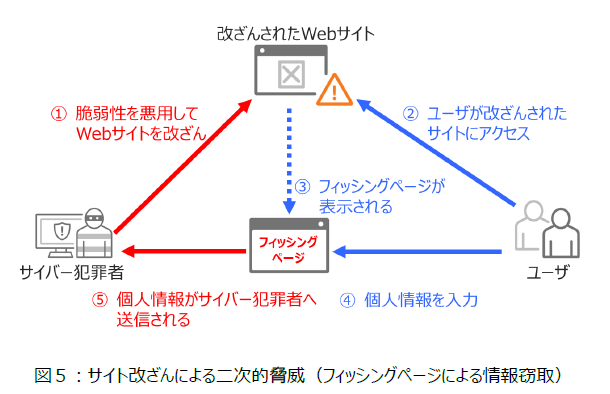 改ざんされたWebサイト
① 脆弱性を悪用して
Webサイトを改ざん
② ユーザが改ざんされた
サイトにアクセス
③ フィッシングページが
表示される
フィッシング
ページ
サイバー犯罪者
ユーザ
⑤ 個人情報がサイバー犯罪者へ
送信される
④ 個人情報を入力
図5：サイト改ざんによる二次的脅威（フィッシングページによる情報窃取）